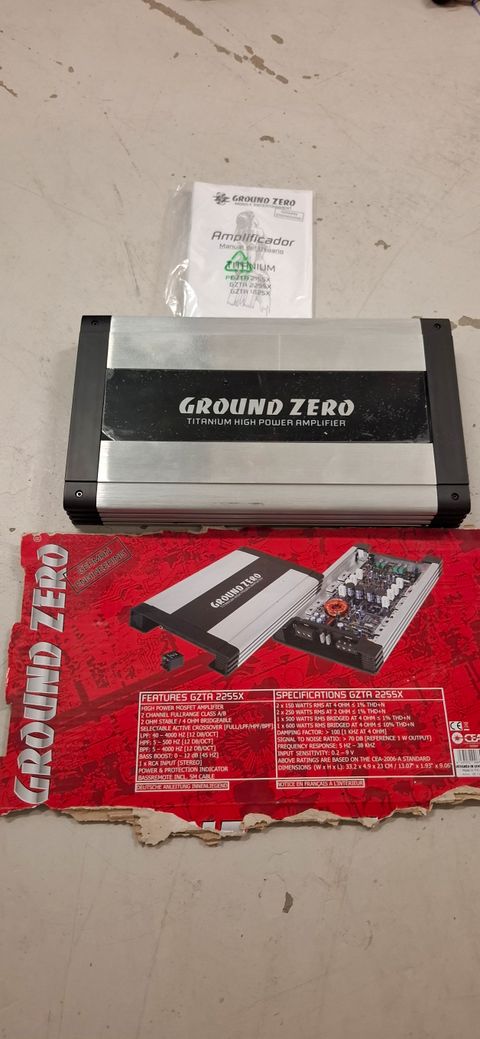 GROUND ZERO
Amplificador
Manual del Usuario
TITANIUM
GZTA 2155X
GZTA 2255X
GROUND ZERO
TITANIUM HIGH POWER AMPLIFIER
GERMAN
ENGINEERING
GROUND ZERO
GROUND ZERO
FEATURES GZTA 2255X
HIGH POWER MOSFET AMPLIFIER
2 CHANNEL FULLRANGE CLASS A/B
2 OHM STABLE / 4 OHM BRIDGEABLE
SELECTABLE ACTIVE CROSSOVER (FULL/LPF/HPF/BPF)
LPF: 40 – 4000 HZ [12 DB/OCT]
HPF: 5 – 500 HZ [12 DB/OCT]
BPF: 5 – 4000 HZ [12 DB/OCT]
BASS BOOST: 0 – 12 dB [45 HZ]
1 x RCA INPUT (STEREO)
POWER & PROTECTION INDICATOR
BASSREMOTE INCL. 5M CABLE
DEUTSCHE ANLEITUNG INNENLIEGEND
SPECIFICATIONS GZTA 2255X
2 x 150 WATTS RMS AT 4 OHM ≤ 1% THD+N
2 x 250 WATTS RMS AT 2 OHM ≤ 1% THD+N
1 x 500 WATTS RMS BRIDGED AT 4 OHM ≤ 1% THD+N
1 x 600 WATTS RMS BRIDGED AT 4 OHM ≤ 10% THD+N
DAMPING FACTOR: > 100 [1 KHZ AT 4 OHM]
SIGNAL TO NOISE RATIO: > 70 DB [REFERENCE 1 W OUTPUT]
FREQUENCY RESPONSE: 5 HZ – 38 KHZ
INPUT SENSITIVITY: 0.2 – 9 V
ABOVE RATINGS ARE BASED ON THE CEA-2006-A STANDARD
DIMENSIONS (W x H x L): 33.2 x 4.9 x 23 CM / 13.07" x 1.93" x 9.06"
NOTICE EN FRANÇAIS A L'INTERIEUR
CE
CEA